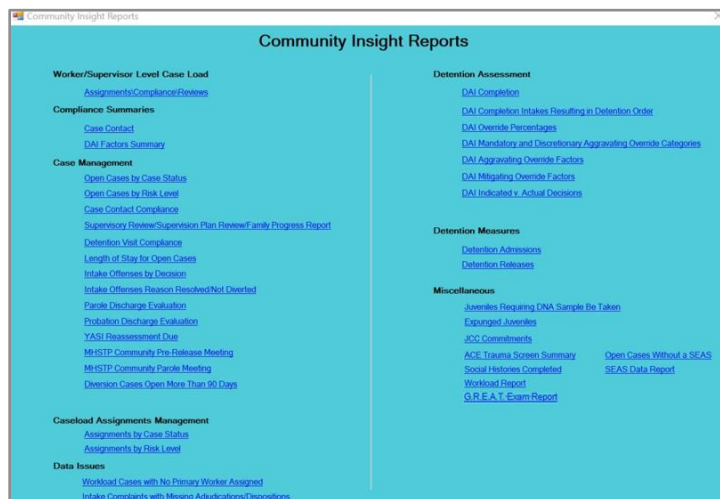 Community Insight Reports
Community Insight Reports
Worker/Supervisor Level Case Load
Assignments\Compliance\Reviews
Compliance Summaries
Case Contact
DAI Factors Summary
Case Management
Open Cases by Case Status
Open Cases by Risk Level
Case Contact Compliance
Supervisory Review/Supervision Plan Review/Family Progress Report
Detention Visit Compliance
Length of Stay for Open Cases
Intake Offenses by Decision
Intake Offenses Reason Resolved/Not Diverted
Parole Discharge Evaluation
Probation Discharge Evaluation
YASI Reassessment Due
MHSTP Community Pre-Release Meeting
MHSTP Community Parole Meeting
Diversion Cases Open More Than 90 Days
Caseload Assignments Management
Assignments by Case Status
Assignments by Risk Level
Data Issues
Workload Cases with No Primary Worker Assigned
Intake Complaints with Missing Adjudications/Dispositions
Detention Assessment
DAI Completion
DAI Completion Intakes Resulting in Detention Order
DAI Override Percentages
DAI Mandatory and Discretionary Aggravating Override Categories
DAI Aggravating Override Factors
DAI Mitigating Override Factors
DAI Indicated v. Actual Decisions
Detention Measures
Detention Admissions
Detention Releases
Miscellaneous
Juveniles Requiring DNA Sample Be Taken
Expunged Juveniles
JCC Commitments
ACE Trauma Screen Summary Open Cases Without a SEAS
Social Histories Completed SEAS Data Report
Workload Report
G.R.E.A.T. Exam Report